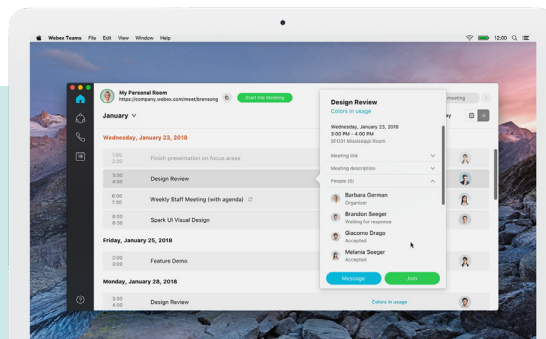 Webex Teams File Edit View Window Help 12:00
My Personal Room
https://company.webex.com/meet/brensong
Start the Meeting
meeting
January
Wednesday, January 23, 2018
1:00
2:20
Finish presentation on focus areas
3:00
4:00
Design Review
6:00
7:30
Weekly Staff Meeting (with agenda)
8:00
8:30
Spark UI Visual Design
Friday, January 25, 2018
2:00
3:00
Feature Demo
Monday, January 28, 2018
3:00
4:00
Design Review
Colors in usage
Design Review
Colors in usage
Wednesday, January 23, 2018
3:00 PM - 4:00 PM
SFO31 Mississippi Room
Meeting link
Meeting description
People (5)
Barbara German
Organizer
Brandon Seeger
Waiting for response
Giacomo Drago
Accepted
Melania Seeger
Accepted
Message
Join